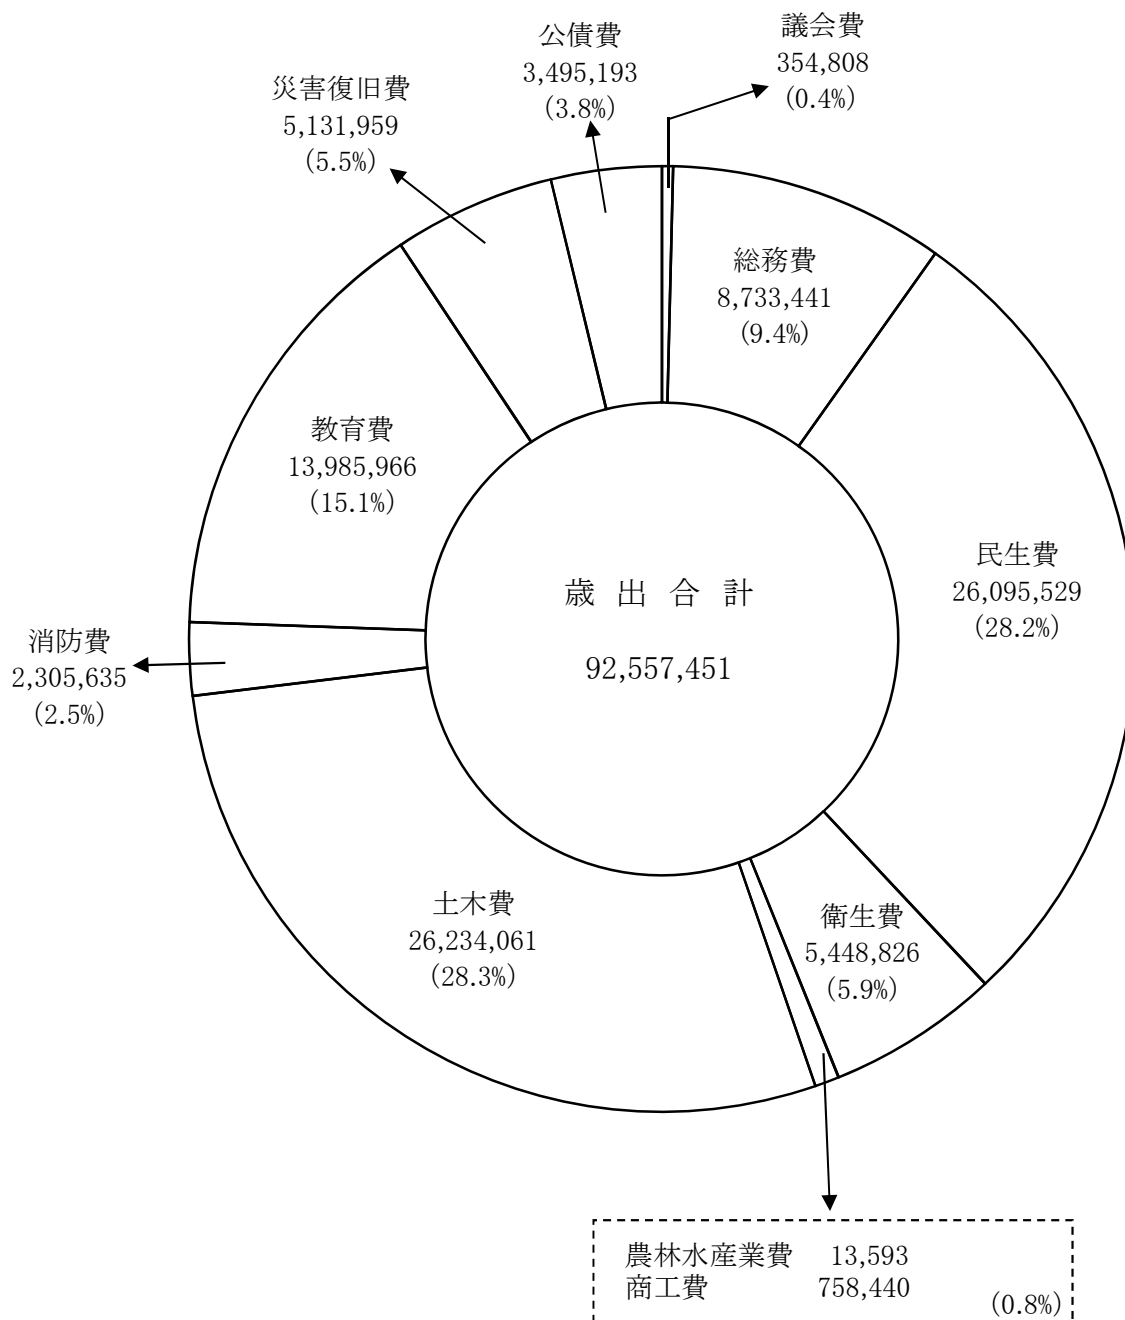 議会費
354,808
(0.4%)
総務費
8,733,441
(9.4%)
民生費
26,095,529
(28.2%)
衛生費
5,448,826
(5.9%)
農林水産業費 13,593
商工費 758,440
(0.8%)
土木費
26,234,061
(28.3%)
消防費
2,305,635
(2.5%)
教育費
13,985,966
(15.1%)
災害復旧費
5,131,959
(5.5%)
公債費
3,495,193
(3.8%)
歳出合計
92,557,451